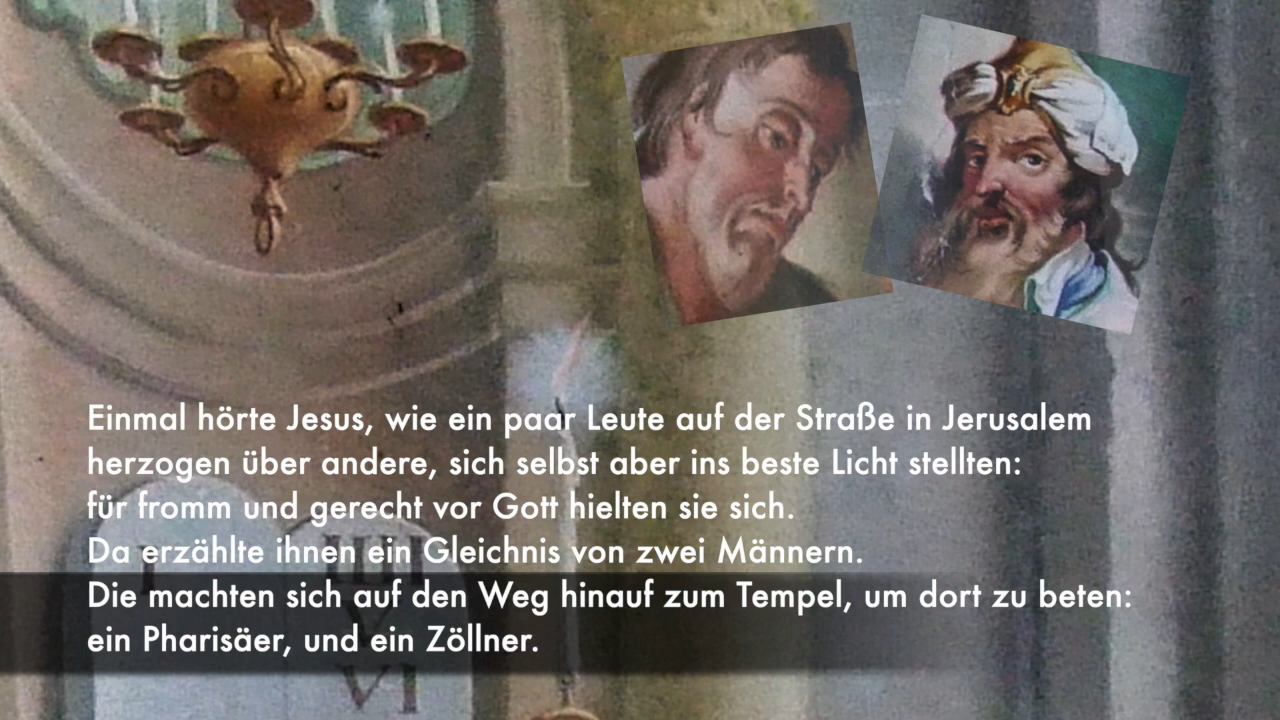 Einmal hörte Jesus, wie ein paar Leute auf der Straße in Jerusalem
herzogen über andere, sich selbst aber ins beste Licht stellten:
für fromm und gerecht vor Gott hielten sie sich.
Da erzählte ihnen ein Gleichnis von zwei Männern.
Die machten sich auf den Weg hinauf zum Tempel, um dort zu beten:
ein Pharisäer, und ein Zöllner.
I
IIII
V
VI